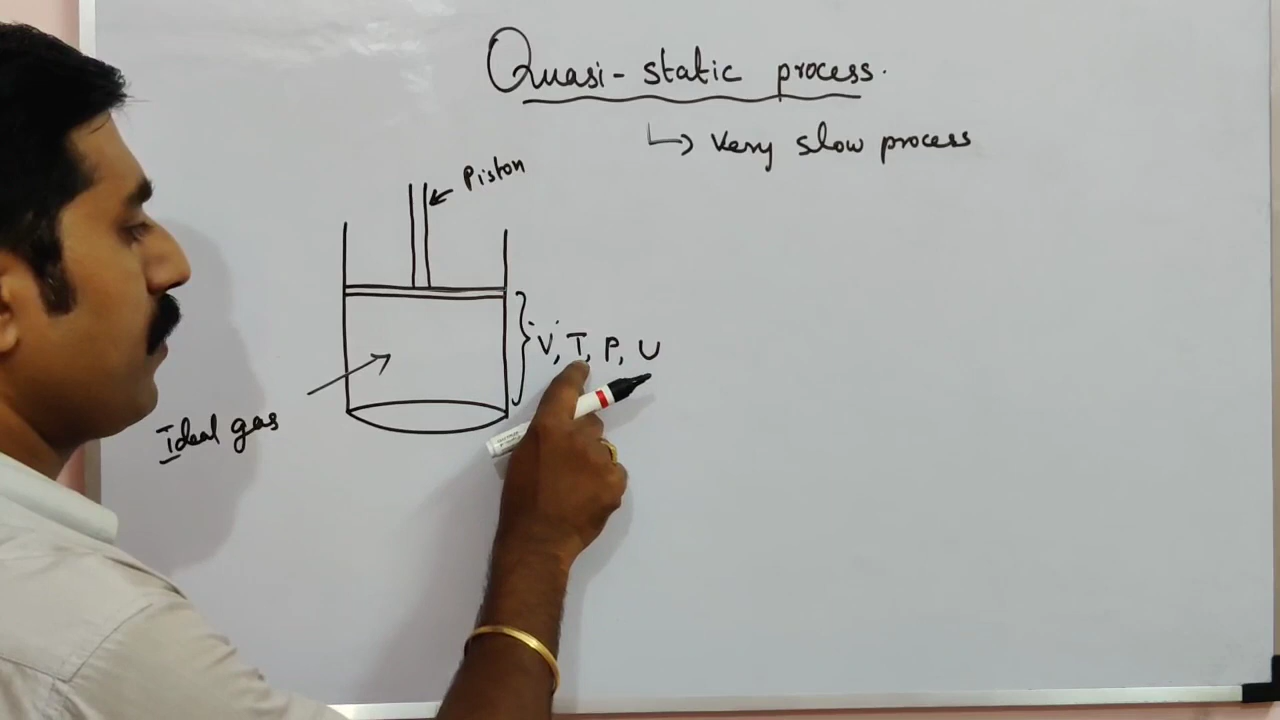 Quasi-static process.
↳ Very slow process
Piston
V, T, P, U
Ideal gas